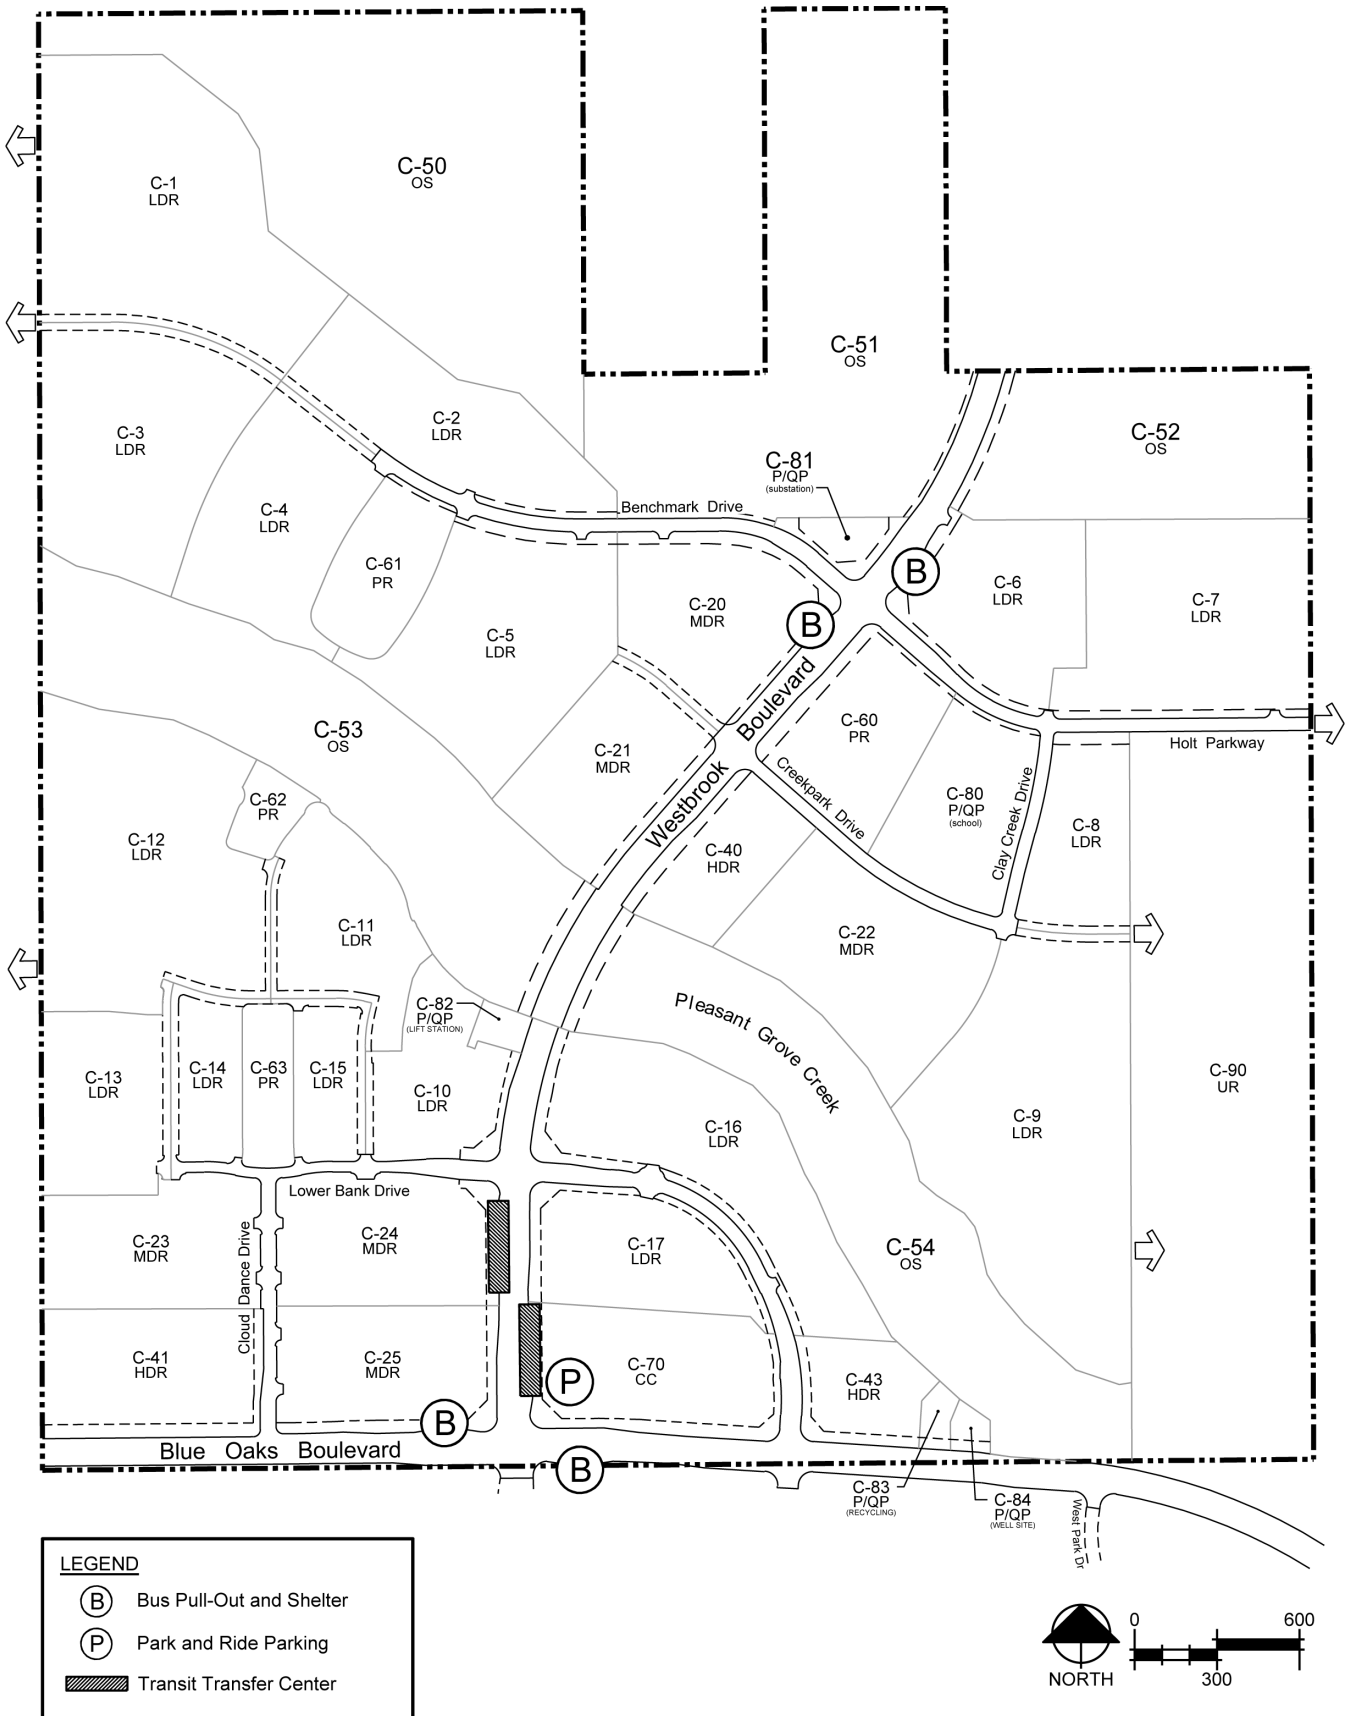 C-50
OS
C-1
LDR
C-51
OS
C-2
LDR
C-3
LDR
C-52
OS
C-81
P/QP
(substation)
C-4
LDR
Benchmark Drive
C-61
PR
B
C-6
LDR
C-7
LDR
C-20
MDR
B
C-5
LDR
Westbrook Boulevard
C-60
PR
C-53
OS
C-21
MDR
Holt Parkway
Creekpark Drive
C-80
P/QP
(school)
Clay Creek Drive
C-62
PR
C-12
LDR
C-8
LDR
C-40
HDR
C-11
LDR
C-22
MDR
C-82
P/QP
(LIFT STATION)
Pleasant Grove Creek
C-13
LDR
C-14
LDR
C-63
PR
C-15
LDR
C-10
LDR
C-90
UR
C-16
LDR
C-9
LDR
Lower Bank Drive
C-23
MDR
Cloud Dance Drive
C-24
MDR
C-17
LDR
C-54
OS
C-41
HDR
C-25
MDR
P
C-70
CC
C-43
HDR
B
Blue Oaks Boulevard
B
C-83
P/QP
(RECYCLING)
C-84
P/QP
(WELL SITE)
West Park Dr
LEGEND
B Bus Pull-Out and Shelter
P Park and Ride Parking
Transit Transfer Center
NORTH
0 600
300